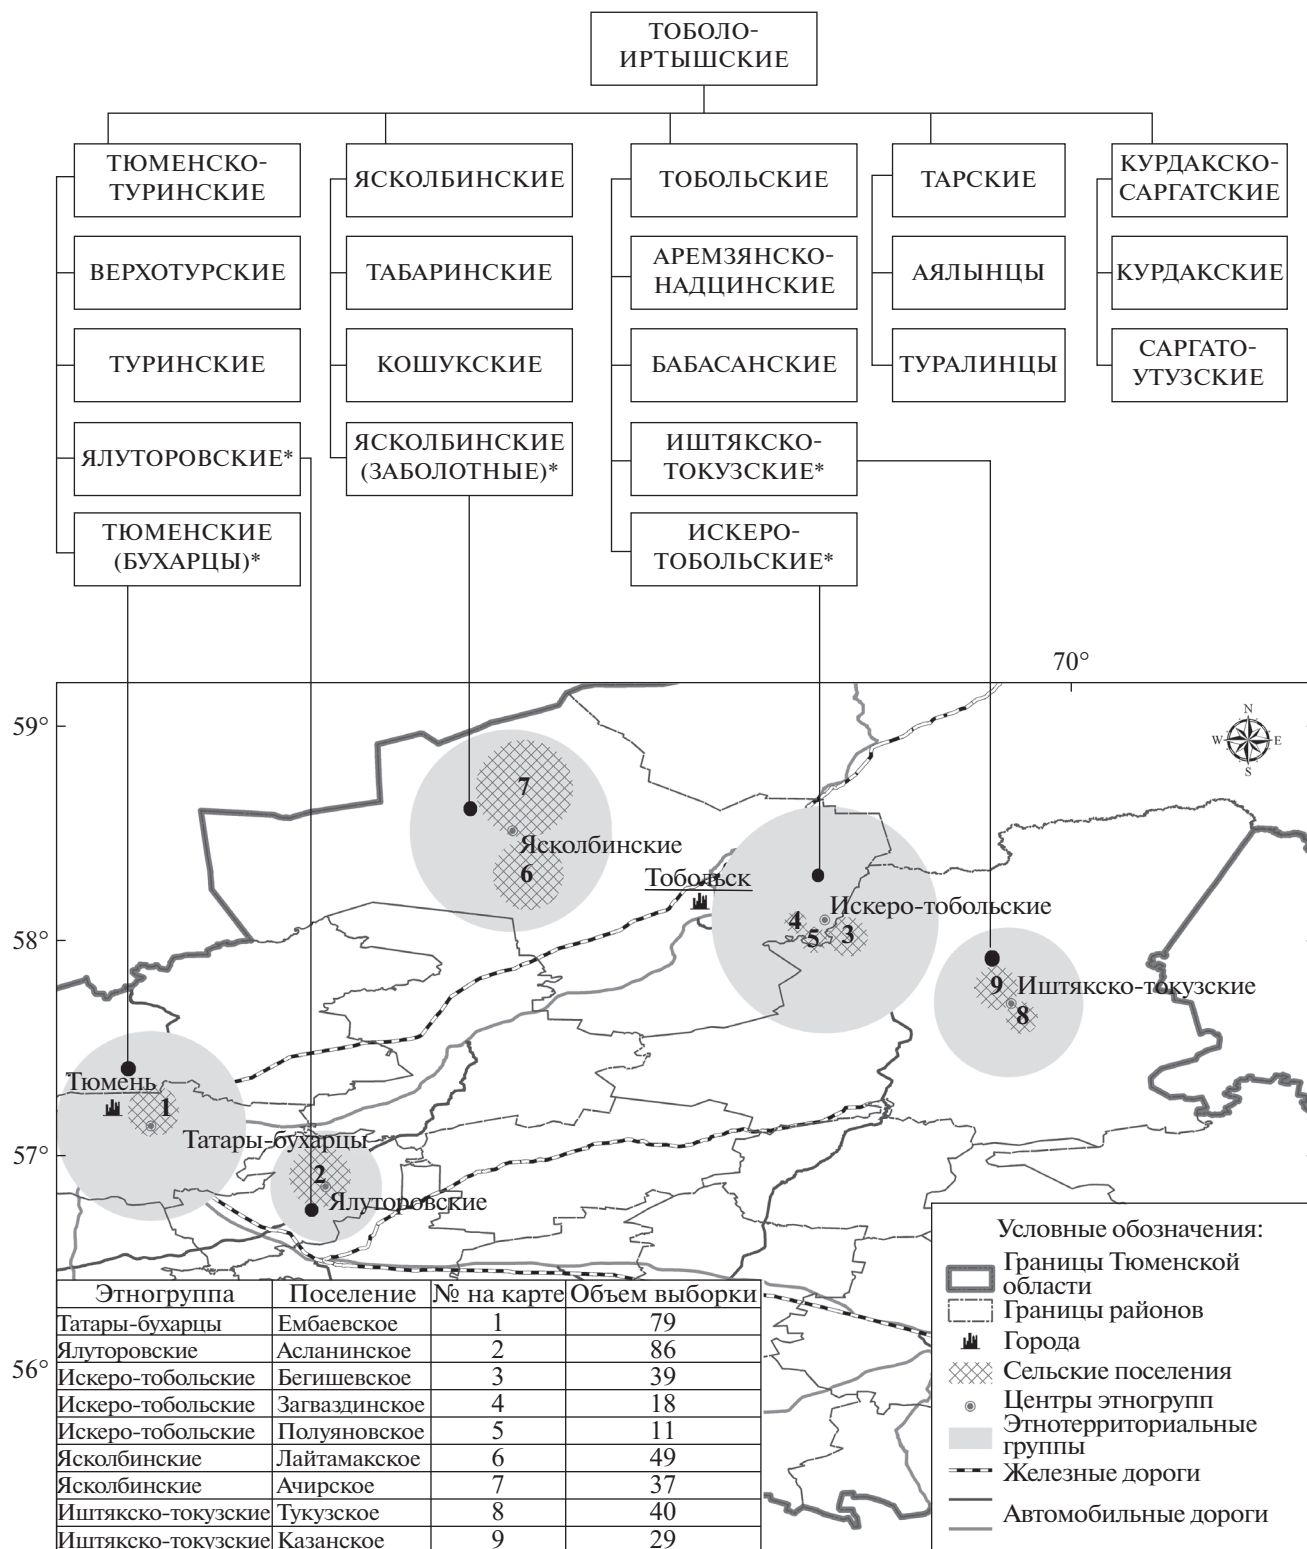 ТОБОЛО-
ИРТЫШСКИЕ
ТЮМЕНСКО-
ТУРИНСКИЕ
ЯСКОЛБИНСКИЕ
ТОБОЛЬСКИЕ
ТАРСКИЕ
КУРДАКСКО-
САРГАТСКИЕ
ВЕРХОТУРСКИЕ
ТАБАРИНСКИЕ
АРЕМЗЯНСКО-
НАДЦИНСКИЕ
АЯЛЫНЦЫ
КУРДАКСКИЕ
ТУРИНСКИЕ
КОШУКСКИЕ
БАБАСАНСКИЕ
ТУРАЛИНЦЫ
САРГАТО-
УТУЗСКИЕ
ЯЛУТОРОВСКИЕ*
ЯСКОЛБИНСКИЕ
(ЗАБОЛОТНЫЕ)*
ИШТЯКСКО-
ТОКУЗСКИЕ*
ТЮМЕНСКИЕ
(БУХАРЦЫ)*
ИСКЕРО-
ТОБОЛЬСКИЕ*
70°
59°
N
W E
S
7
Ясколбинские
6
Тобольск
Искеро-тобольские
4
5
3
58°
9
Иштякско-токузские
8
Тюмень
1
Татары-бухарцы
57°
2
Ялуторовские
56°
Этногруппа Поселение № на карте Объем выборки
Татары-бухарцы Ембаевское 1 79
Ялуторовские Асланинское 2 86
Искеро-тобольские Бегишевское 3 39
Искеро-тобольские Загваздинское 4 18
Искеро-тобольские Полуяновское 5 11
Ясколбинские Лайтамакское 6 49
Ясколбинские Ачирское 7 37
Иштякско-токузские Тукузское 8 40
Иштякско-токузские Казанское 9 29
Условные обозначения:
Границы Тюменской
области
Границы районов
Города
Сельские поселения
Центры этногрупп
Этнотерриториальные
группы
Железные дороги
Автомобильные дороги